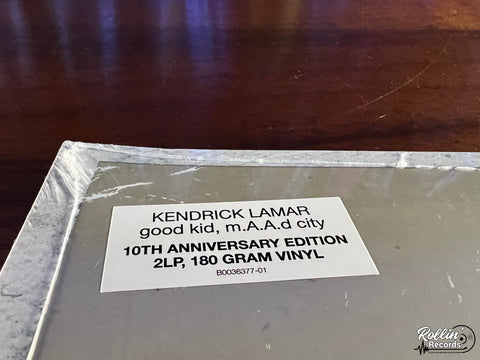 KENDRICK LAMAR
good kid, m.A.A.d city
10TH ANNIVERSARY EDITION
2LP, 180 GRAM VINYL
B0036377-01
Rollin'
Records